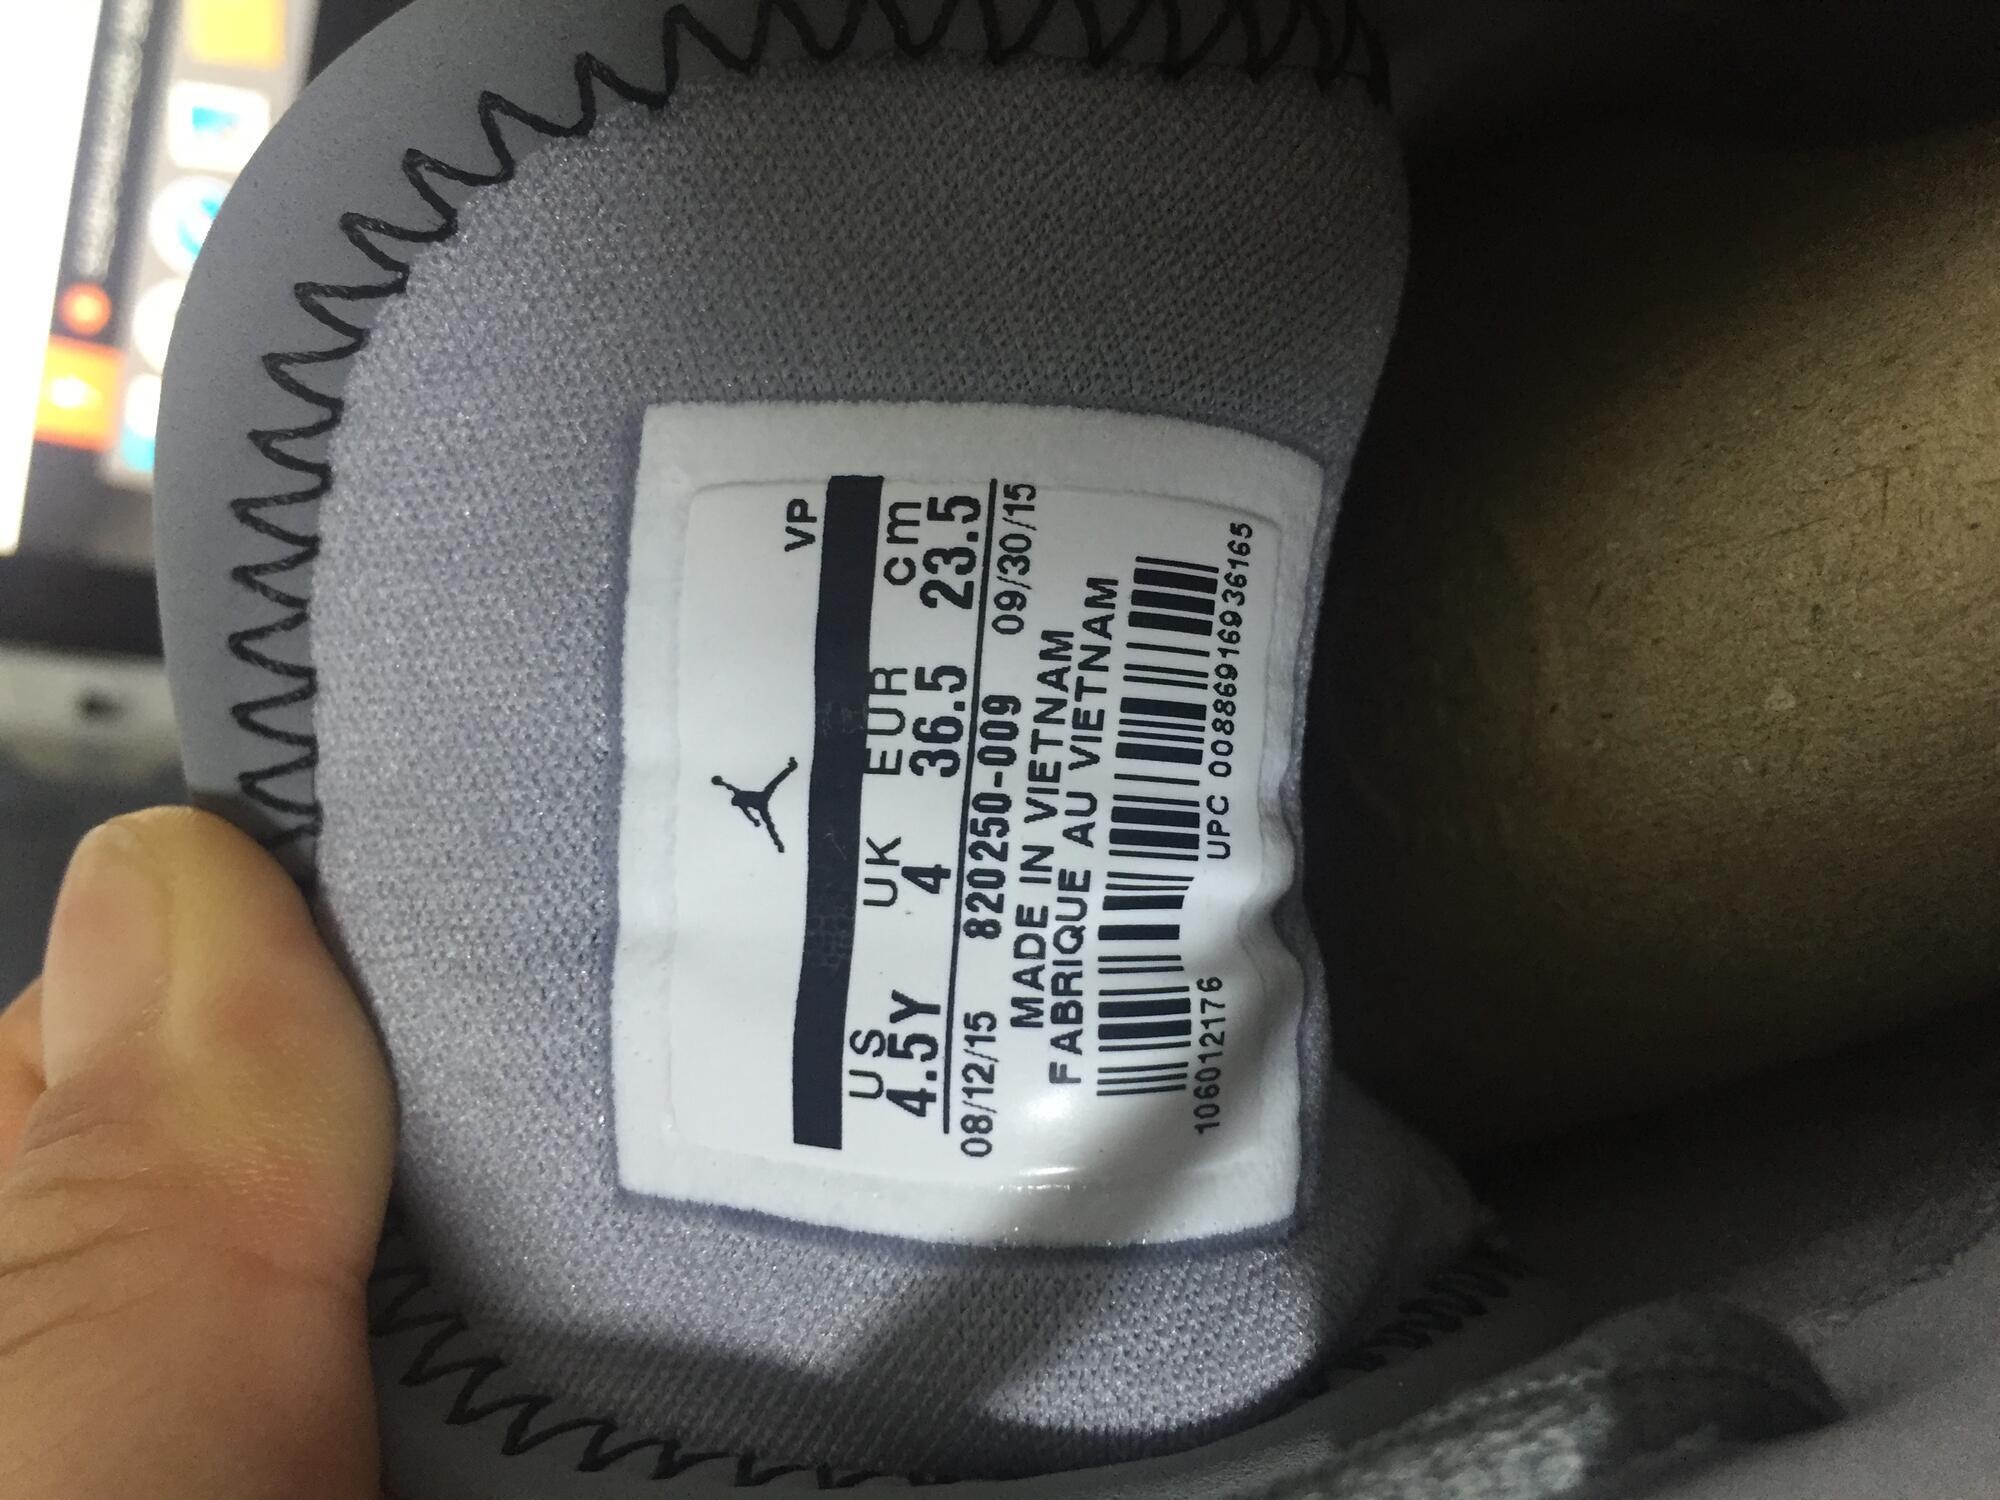 VP
US UK EUR cm
4.5Y 4 36.5 23.5
08/12/15 820250-009 09/30/15
MADE IN VIETNAM
FABRIQUE AU VIETNAM
106012176 UPC 00886916936165